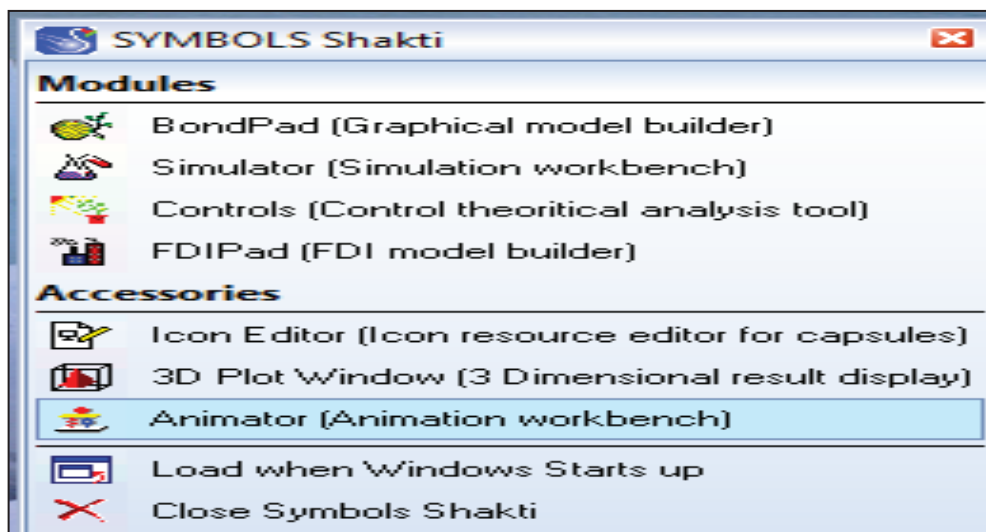 SYMBOLS Shakti
Modules
BondPad (Graphical model builder)
Simulator (Simulation workbench)
Controls (Control theoritical analysis tool)
FDIPad (FDI model builder)
Accessories
Icon Editor (Icon resource editor for capsules)
3D Plot Window (3 Dimensional result display)
Animator (Animation workbench)
Load when Windows Starts up
Close Symbols Shakti